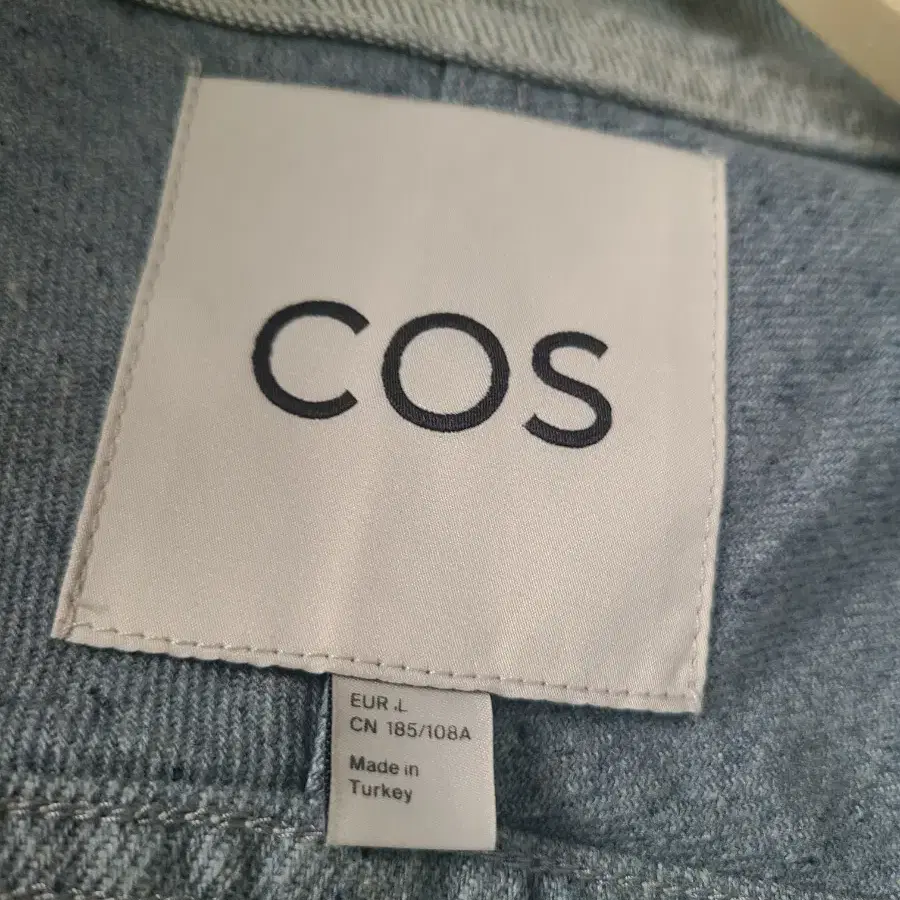 COS
EUR L
CN 185/108A
Made in
Turkey